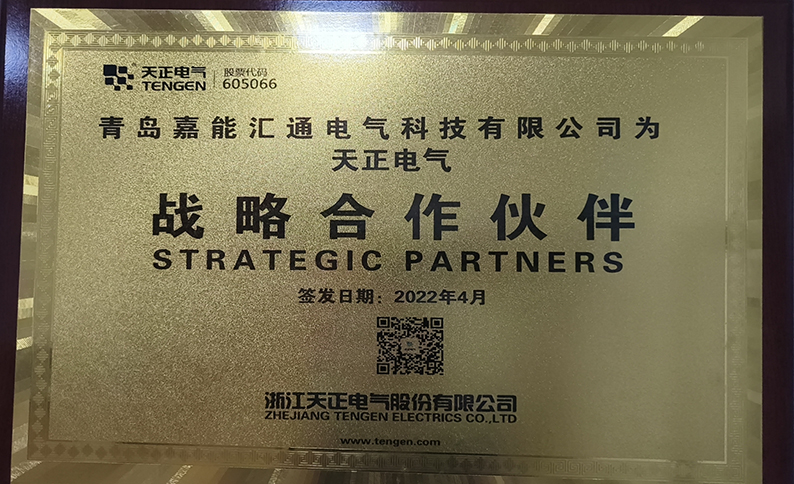 天正电气 股票代码
TENGEN 605066
青岛嘉能汇通电气科技有限公司为
天正电气
战略合作伙伴
STRATEGIC PARTNERS
签发日期：2022年4月
浙江天正电气股份有限公司
ZHEJIANG TENGEN ELECTRICS CO.,LTD
www.tengen.com